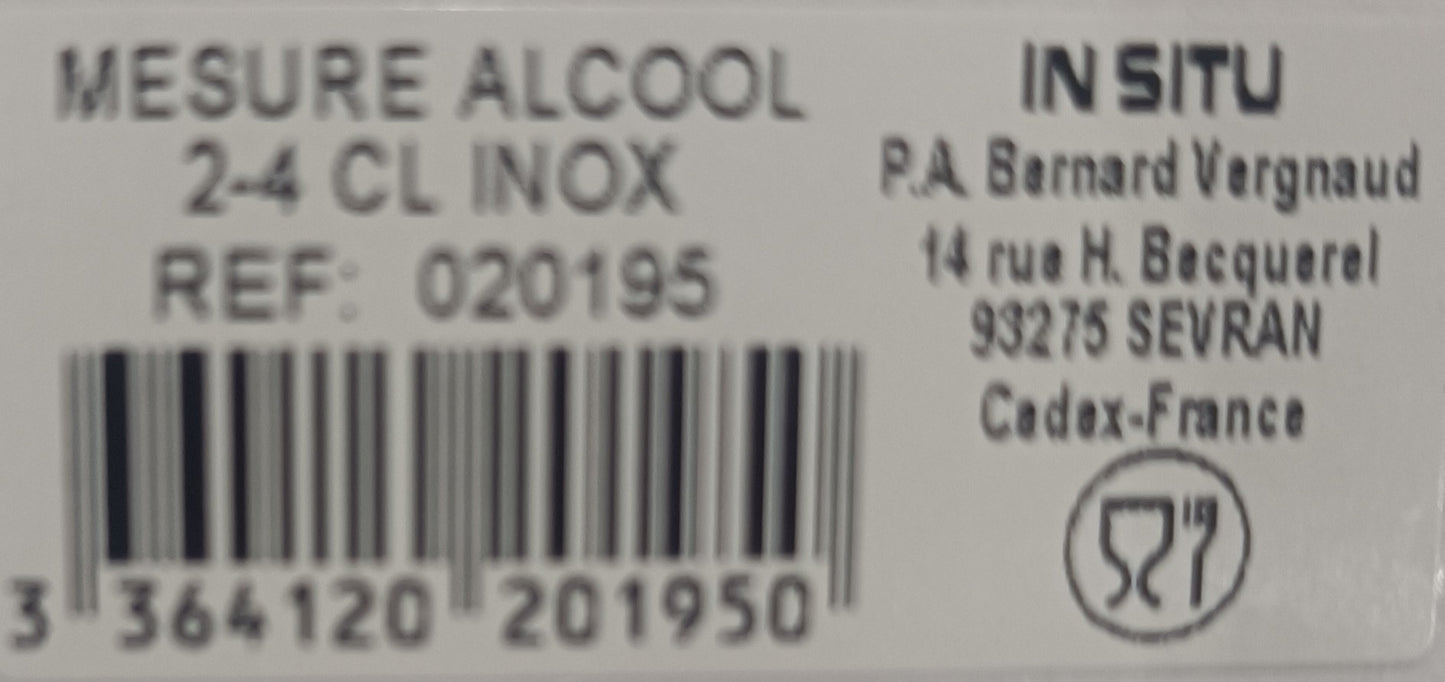 MESURE ALCOOL
2-4 CL INOX
REF: 020195
3 364120 201950
IN SITU
P.A. Bernard Vergnaud
14 rue H. Becquerel
93275 SEVRAN
Cedex-France